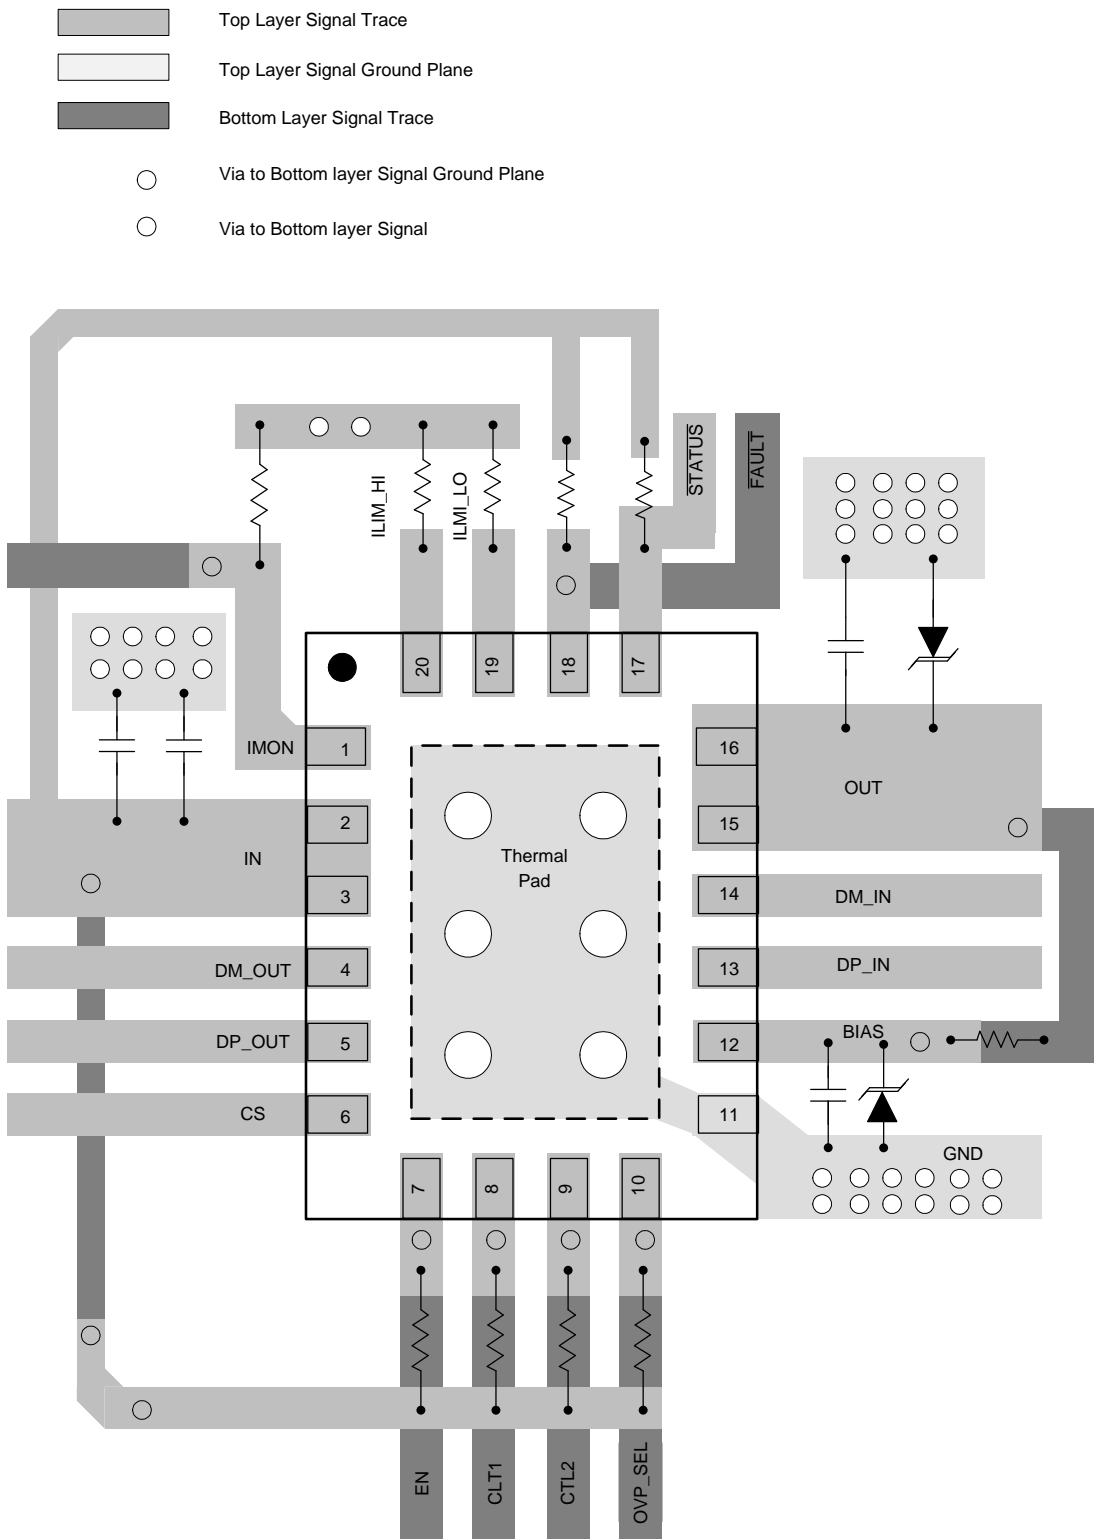 Top Layer Signal Trace
Top Layer Signal Ground Plane
Bottom Layer Signal Trace
Via to Bottom layer Signal Ground Plane
Via to Bottom layer Signal
STATUS
FAULT
ILIM_HI
ILMI_LO
20
19
18
17
IMON
1
16
OUT
2
15
IN
Thermal
Pad
3
14
DM_IN
DM_OUT
4
13
DP_IN
DP_OUT
5
12
BIAS
CS
6
11
GND
7
8
9
10
EN
CLT1
CTL2
OVP_SEL